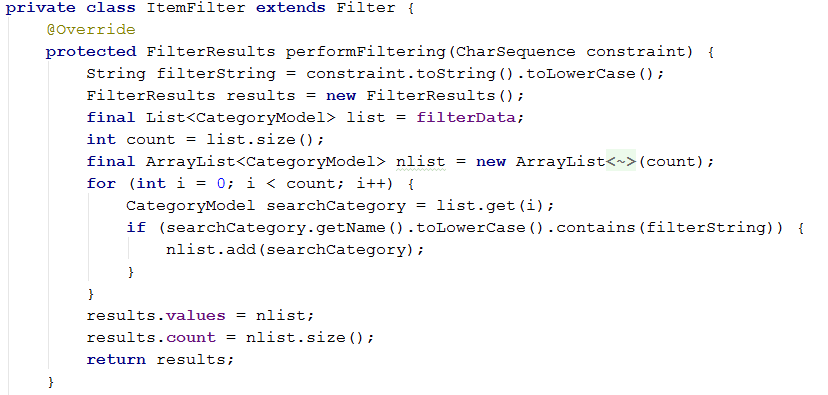 private class ItemFilter extends Filter {
@Override
protected FilterResults performFiltering(CharSequence constraint) {
String filterString = constraint.toString().toLowerCase();
FilterResults results = new FilterResults();
final List<CategoryModel> list = filterData;
int count = list.size();
final ArrayList<CategoryModel> nlist = new ArrayList<~>(count);
for (int i = 0; i < count; i++) {
CategoryModel searchCategory = list.get(i);
if (searchCategory.getName().toLowerCase().contains(filterString)) {
nlist.add(searchCategory);
}
}
results.values = nlist;
results.count = nlist.size();
return results;
}